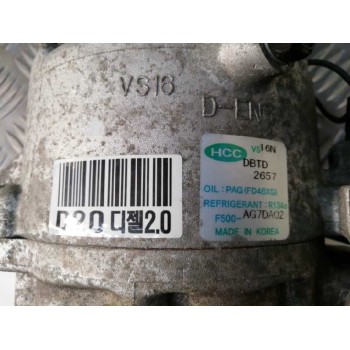 VS16
D-IN
HCC VS16N
DBTD
2657
OIL: PAG(FD46XG)
REFRIGERANT: R134a
F500-AG7DA02
MADE IN KOREA
D20 디젤2.0